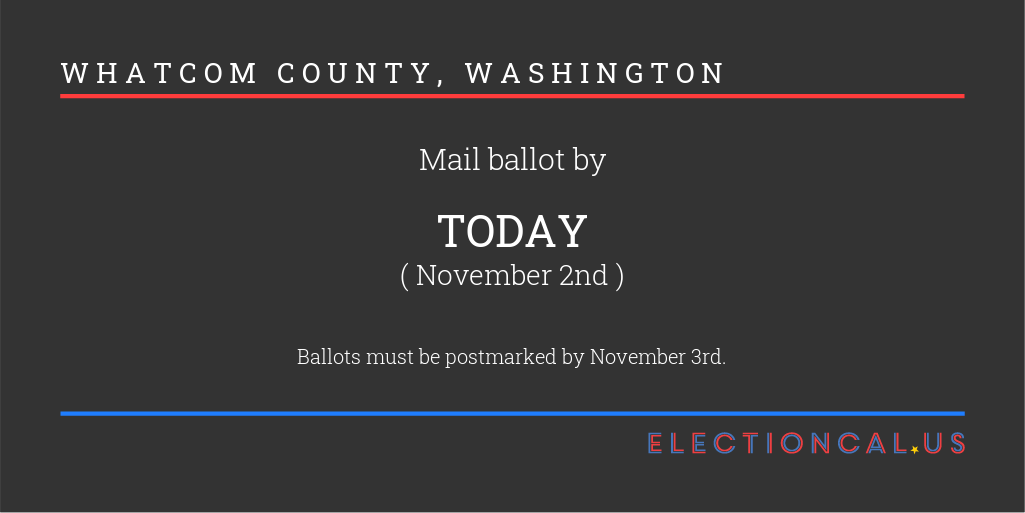 WHATCOM COUNTY, WASHINGTON
Mail ballot by
TODAY
( November 2nd )
Ballots must be postmarked by November 3rd.
ELECTIONCAL.US